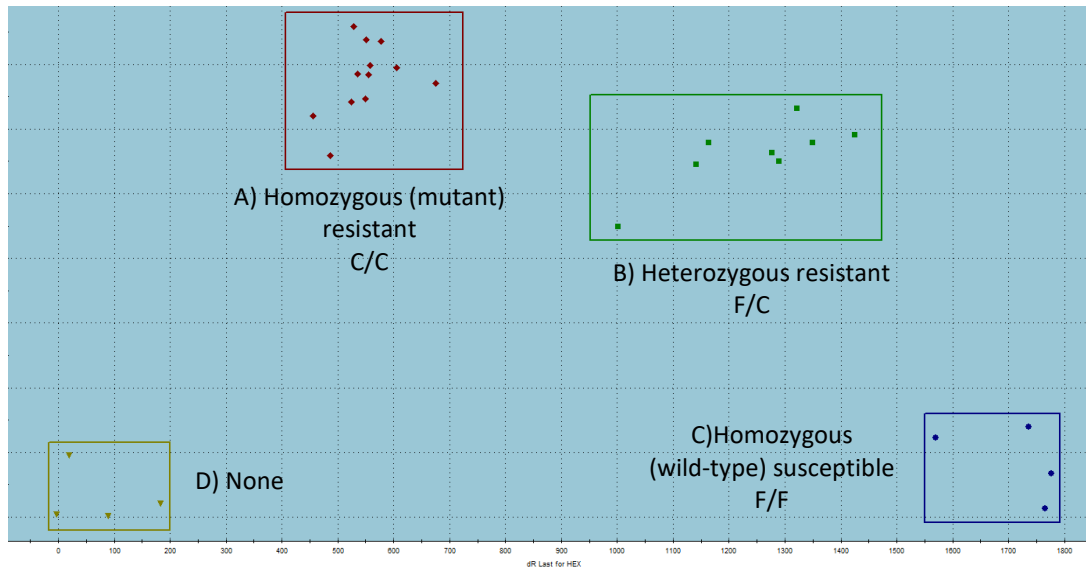 A) Homozygous (mutant)
resistant
C/C
B) Heterozygous resistant
F/C
C)Homozygous
(wild-type) susceptible
F/F
D) None
0 100 200 300 400 500 600 700 800 900 1000 1100 1200 1300 1400 1500 1600 1700 1800
dR Last for HEX